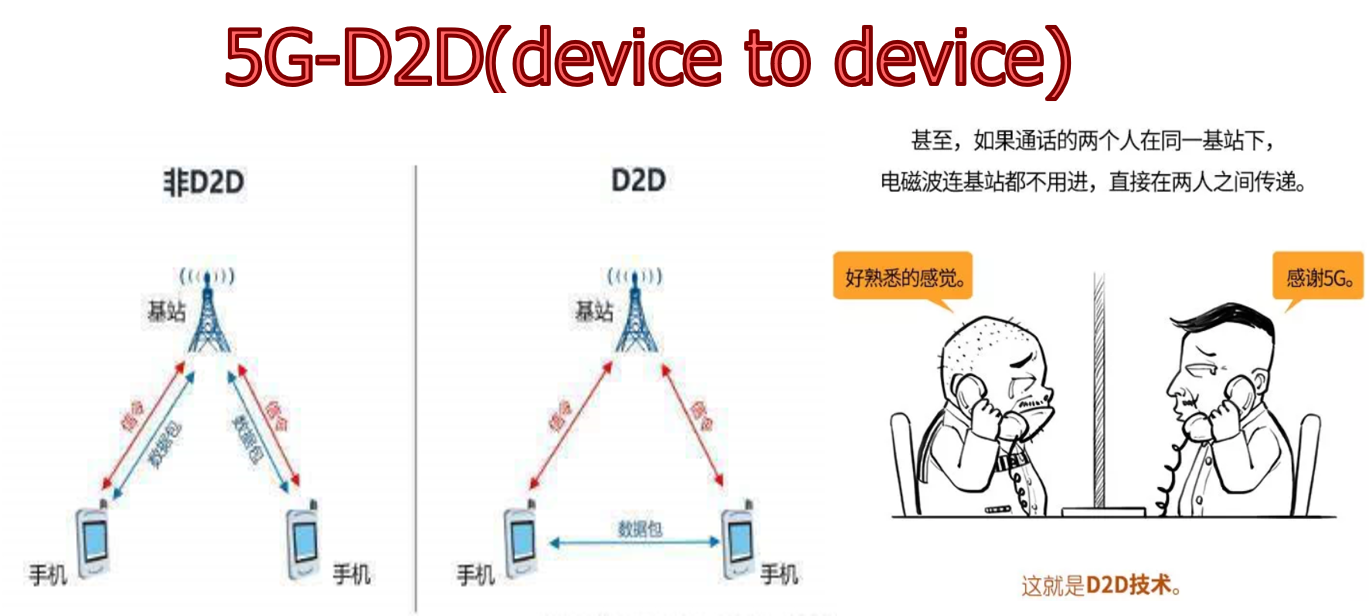 5G-D2D(device to device)
非D2D
基站
信令
数据包
数据包
信令
手机
手机
D2D
基站
信令
信令
数据包
手机
手机
甚至，如果通话的两个人在同一基站下，
电磁波连基站都不用进，直接在两人之间传递。
好熟悉的感觉。
感谢5G。
这就是D2D技术。